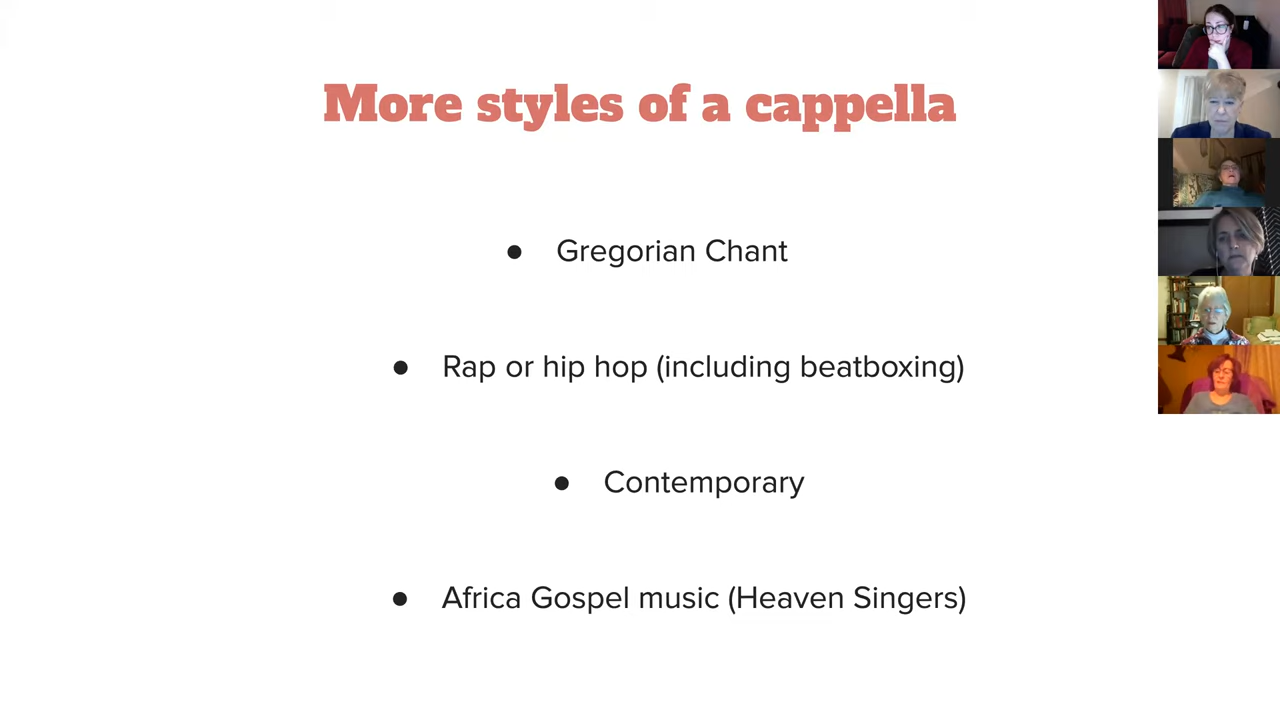 More styles of a cappella
● Gregorian Chant
● Rap or hip hop (including beatboxing)
● Contemporary
● Africa Gospel music (Heaven Singers)